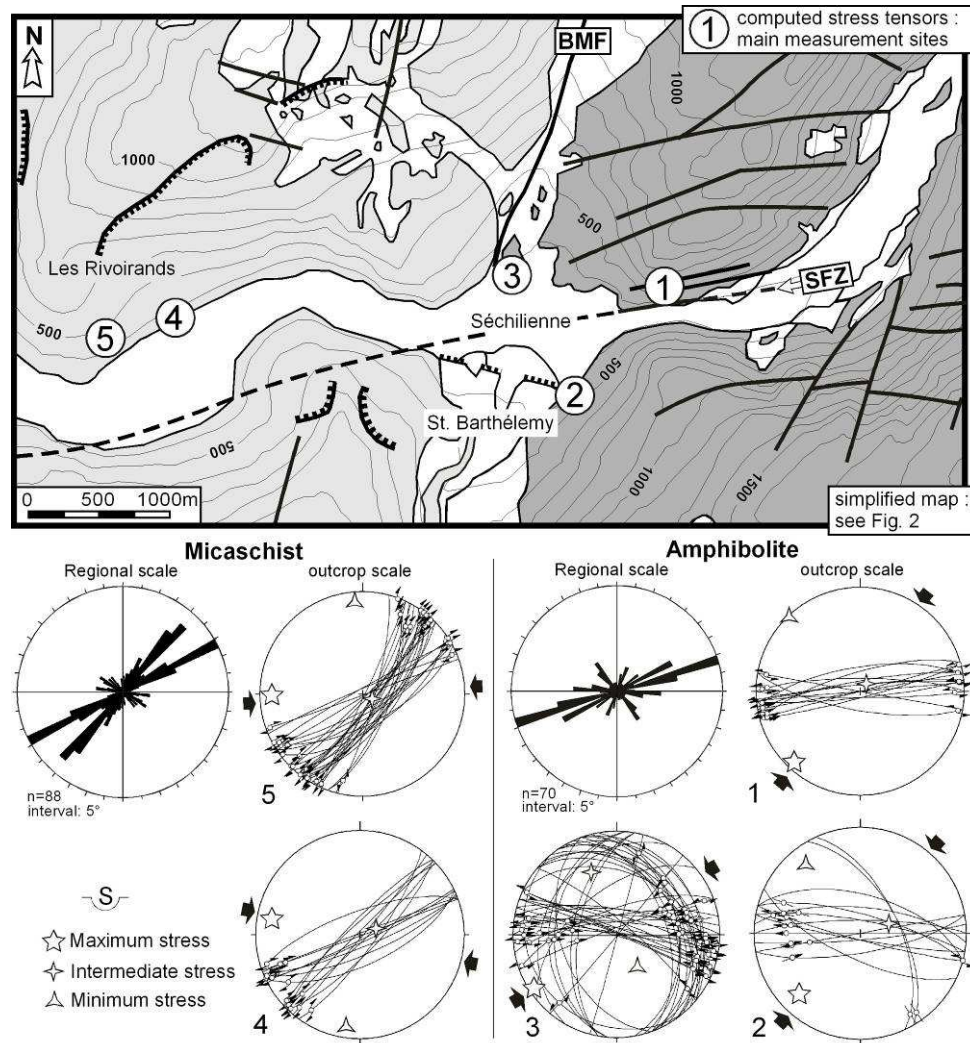 N
BMF
1
computed stress tensors :
main measurement sites
1000
1000
500
Les Rivoirands
3
1
SFZ
5
4
Séchilienne
500
2
500
St. Barthélemy
500
1000
1500
0 500 1000m
simplified map :
see Fig. 2
Micaschist
Amphibolite
Regional scale
outcrop scale
Regional scale
outcrop scale
n=88
interval: 5°
5
n=70
interval: 5°
1
S
Maximum stress
Intermediate stress
Minimum stress
4
3
2